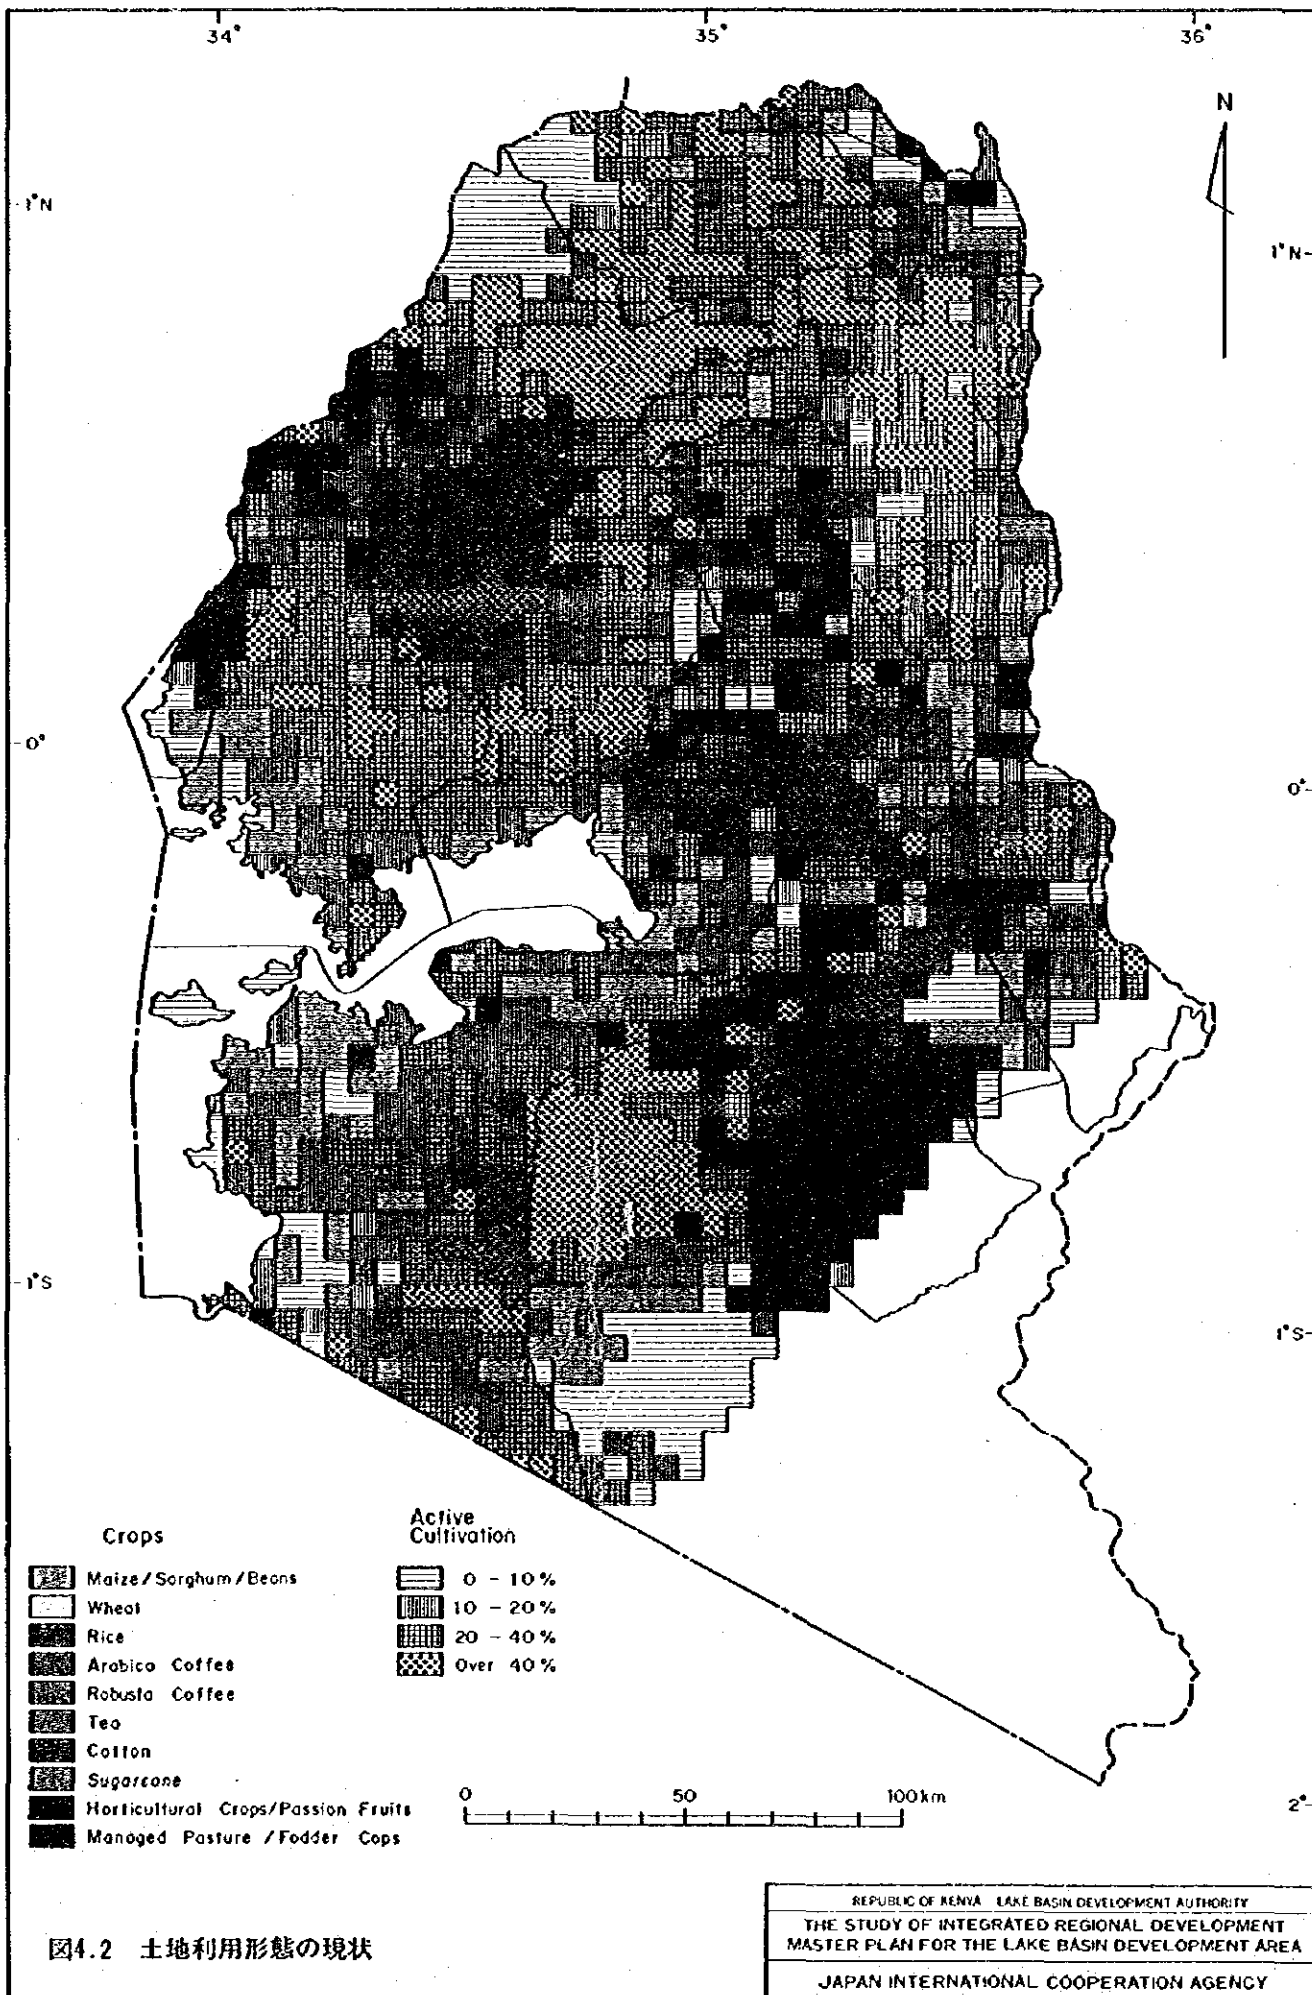 34°
35°
36°
N
1°N
1°N
0°
0°
1°S
1°S
2°
Crops
Maize/Sorghum/Beans
Wheat
Rice
Arabica Coffee
Robusta Coffee
Tea
Cotton
Sugarcane
Horticultural Crops/Passion Fruits
Managed Pasture / Fodder Cops
Active
Cultivation
0 - 10%
10 - 20%
20 - 40%
Over 40%
0 50 100km
図4.2 土地利用形態の現状
REPUBLIC OF KENYA LAKE BASIN DEVELOPMENT AUTHORITY
THE STUDY OF INTEGRATED REGIONAL DEVELOPMENT
MASTER PLAN FOR THE LAKE BASIN DEVELOPMENT AREA
JAPAN INTERNATIONAL COOPERATION AGENCY